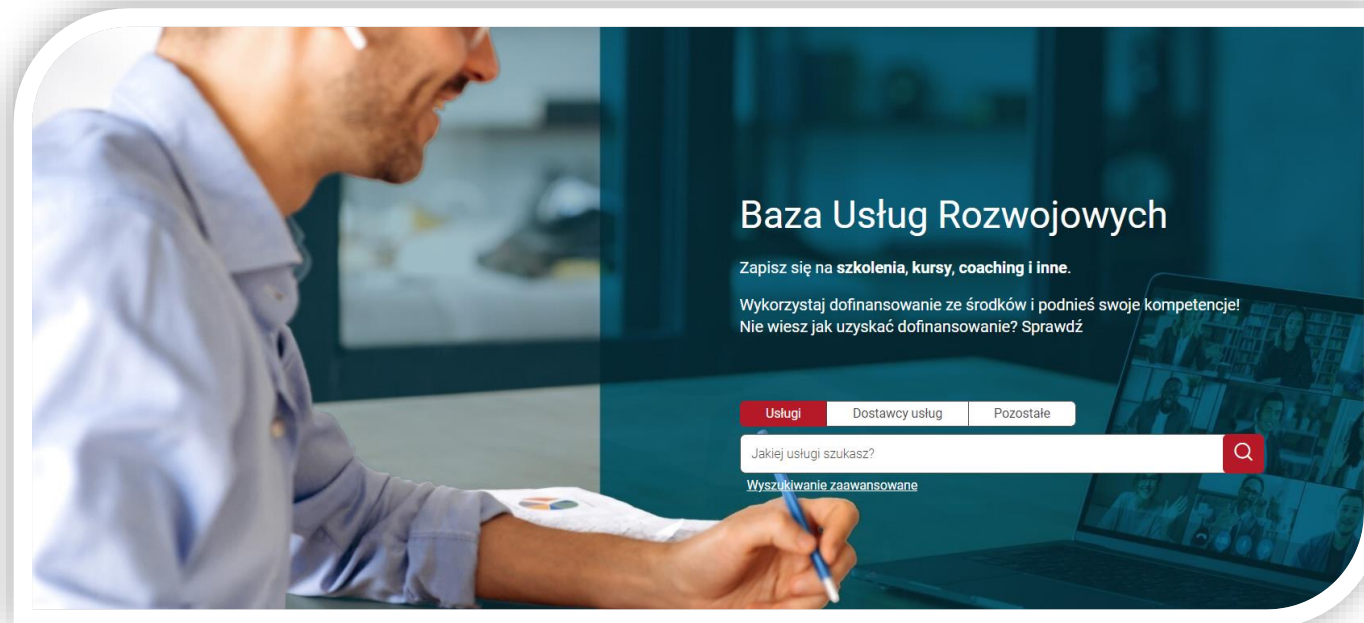 Baza Usług Rozwojowych
Zapisz się na szkolenia, kursy, coaching i inne.
Wykorzystaj dofinansowanie ze środków i podnieś swoje kompetencje!
Nie wiesz jak uzyskać dofinansowanie? Sprawdź
Usługi Dostawcy usług Pozostałe
Jakiej usługi szukasz?
Wyszukiwanie zaawansowane